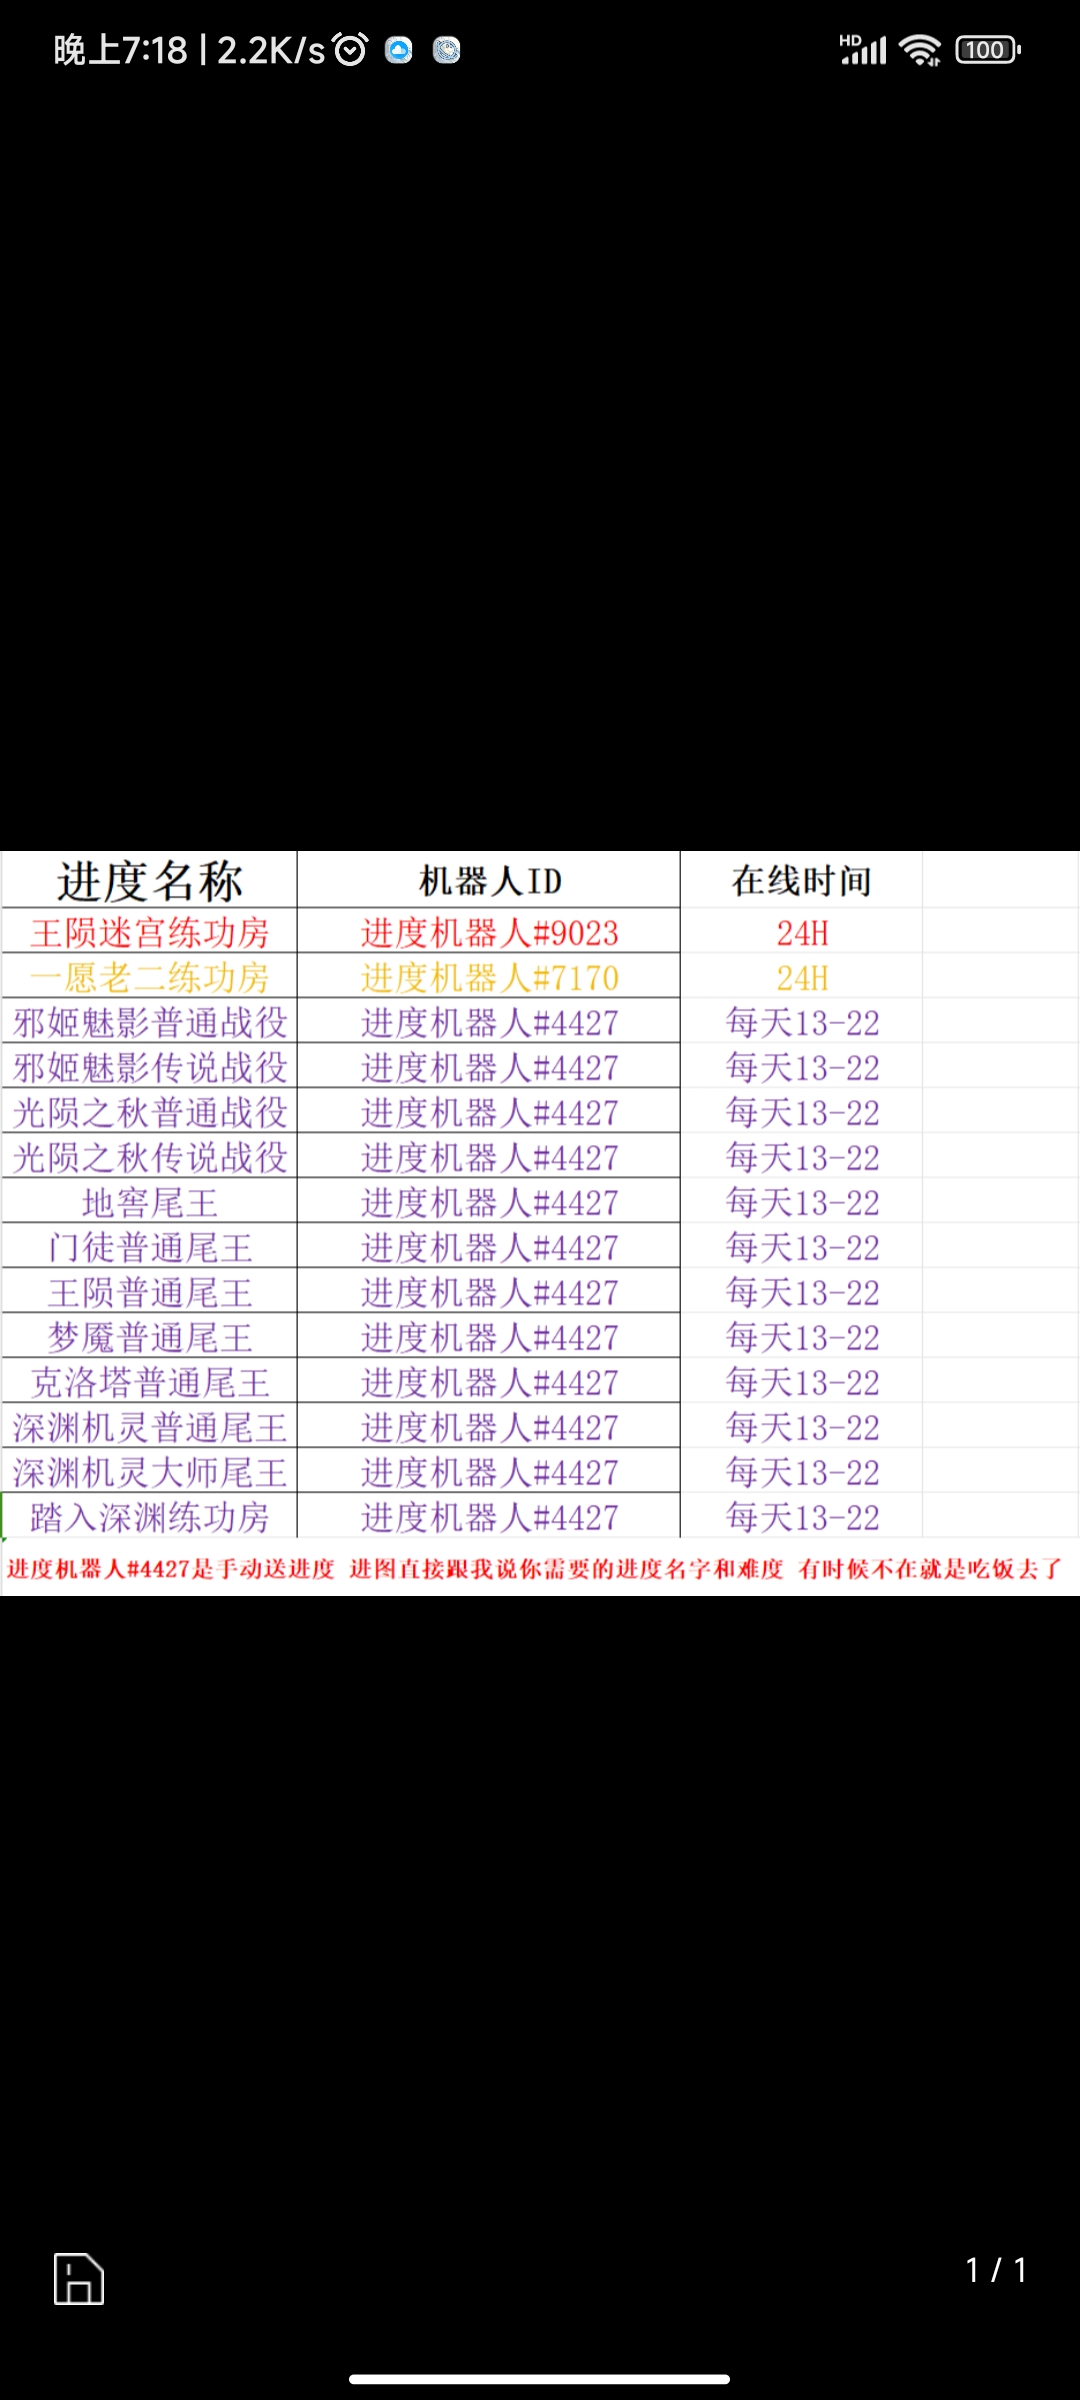 晚上7:18 | 2.2K/s
HD
100
进度名称 机器人ID 在线时间
王陨迷宫练功房 进度机器人#9023 24H
一愿老二练功房 进度机器人#7170 24H
邪姬魅影普通战役 进度机器人#4427 每天13-22
邪姬魅影传说战役 进度机器人#4427 每天13-22
光陨之秋普通战役 进度机器人#4427 每天13-22
光陨之秋传说战役 进度机器人#4427 每天13-22
地窖尾王 进度机器人#4427 每天13-22
门徒普通尾王 进度机器人#4427 每天13-22
王陨普通尾王 进度机器人#4427 每天13-22
梦魇普通尾王 进度机器人#4427 每天13-22
克洛塔普通尾王 进度机器人#4427 每天13-22
深渊机灵普通尾王 进度机器人#4427 每天13-22
深渊机灵大师尾王 进度机器人#4427 每天13-22
踏入深渊练功房 进度机器人#4427 每天13-22
进度机器人#4427是手动送进度 进图直接跟我说你需要的进度名字和难度 有时候不在就是吃饭去了
1 / 1